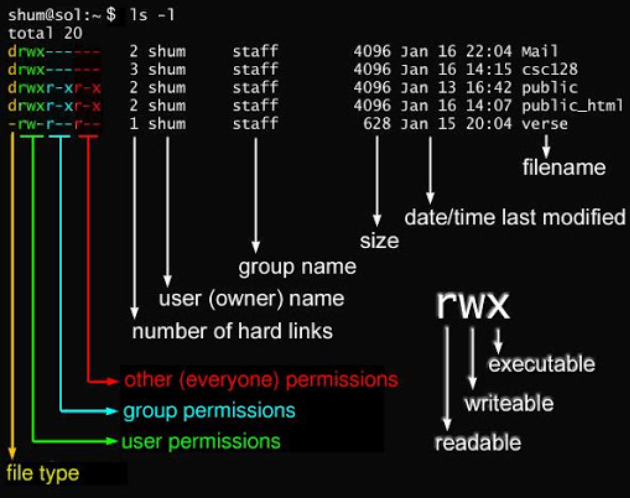 shum@sol:~$ ls -l
total 20
drwx------ 2 shum staff 4096 Jan 16 22:04 Mail
drwx------ 3 shum staff 4096 Jan 16 14:15 csc128
drwxr-xr-x 2 shum staff 4096 Jan 13 16:42 public
drwxr-xr-x 2 shum staff 4096 Jan 16 14:07 public_html
-rw-r--r-- 1 shum staff 628 Jan 15 20:04 verse
filename
date/time last modified
size
group name
user (owner) name
number of hard links
rwx
executable
writeable
readable
other (everyone) permissions
group permissions
user permissions
file type